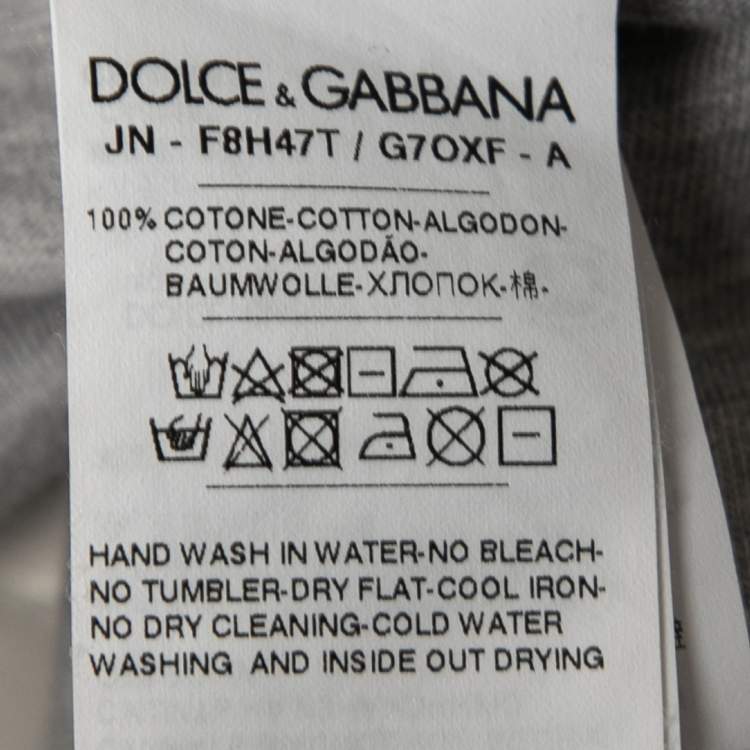 DOLCE & GABBANA
JN - F8H47T / G7OXF - A
100% COTONE-COTTON-ALGODON-
COTON-ALGODÃO-
BAUMWOLLE-ХЛОПОК-棉-
HAND WASH IN WATER-NO BLEACH-
NO TUMBLER-DRY FLAT-COOL IRON-
NO DRY CLEANING-COLD WATER
WASHING AND INSIDE OUT DRYING